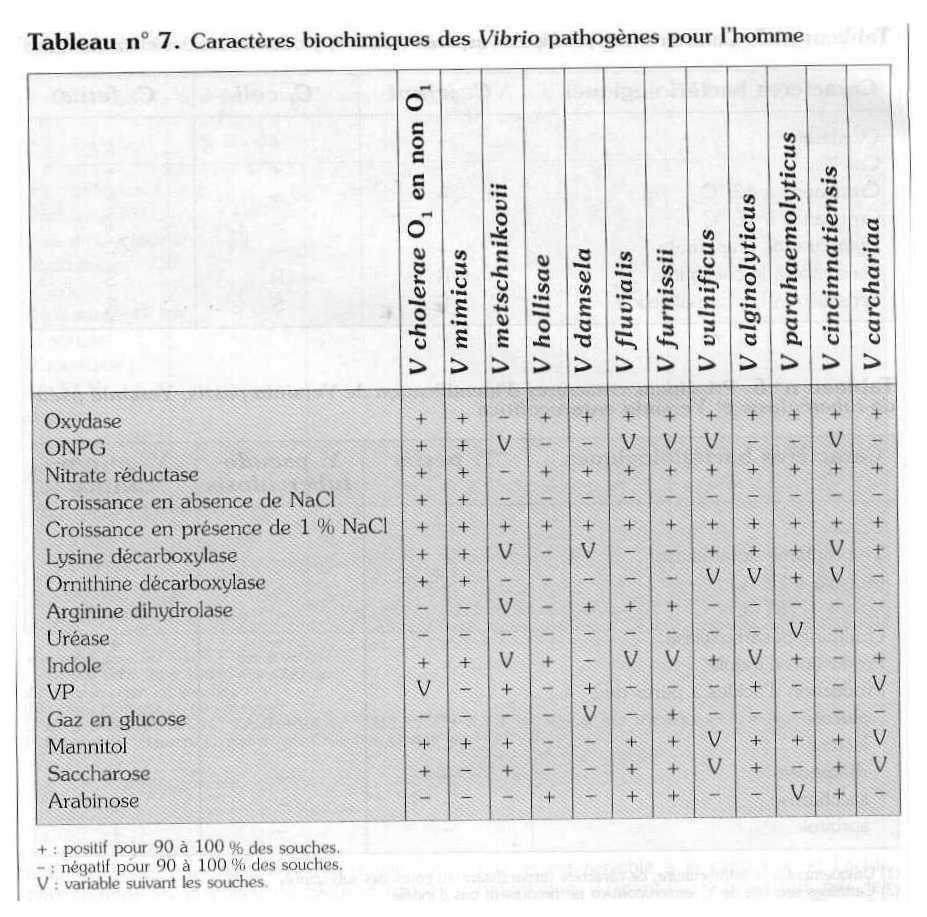 Tableau n° 7. Caractères biochimiques des Vibrio pathogènes pour l'homme
V cholerae O1 en non O1
V mimicus
V metschnikovii
V hollisae
V damsela
V fluvialis
V furnissii
V vulnificus
V alginolyticus
V parahaemolyticus
V cincinnatiensis
V carchariaa
Oxydase + + – + + + + + + + + +
ONPG + + V – – V V V – – V –
Nitrate réductase + + – + + + + + + + + +
Croissance en absence de NaCl + + – – – – – – – – – –
Croissance en présence de 1 % NaCl + + + + + + + + + + + +
Lysine décarboxylase + + V – V – – + + + V +
Ornithine décarboxylase + + – – – – – V V + V –
Arginine dihydrolase – – V – + + + – – – – –
Uréase – – – – – – – – – V – –
Indole + + V + – V V + V + – +
VP V – + – + – – – + – – V
Gaz en glucose – – – – V – + – – – – –
Mannitol + + + – – + + V + + + V
Saccharose + – + – – + + V + – + V
Arabinose – – – + – + + – – V + –
+ : positif pour 90 à 100 % des souches.
– : négatif pour 90 à 100 % des souches.
V : variable suivant les souches.